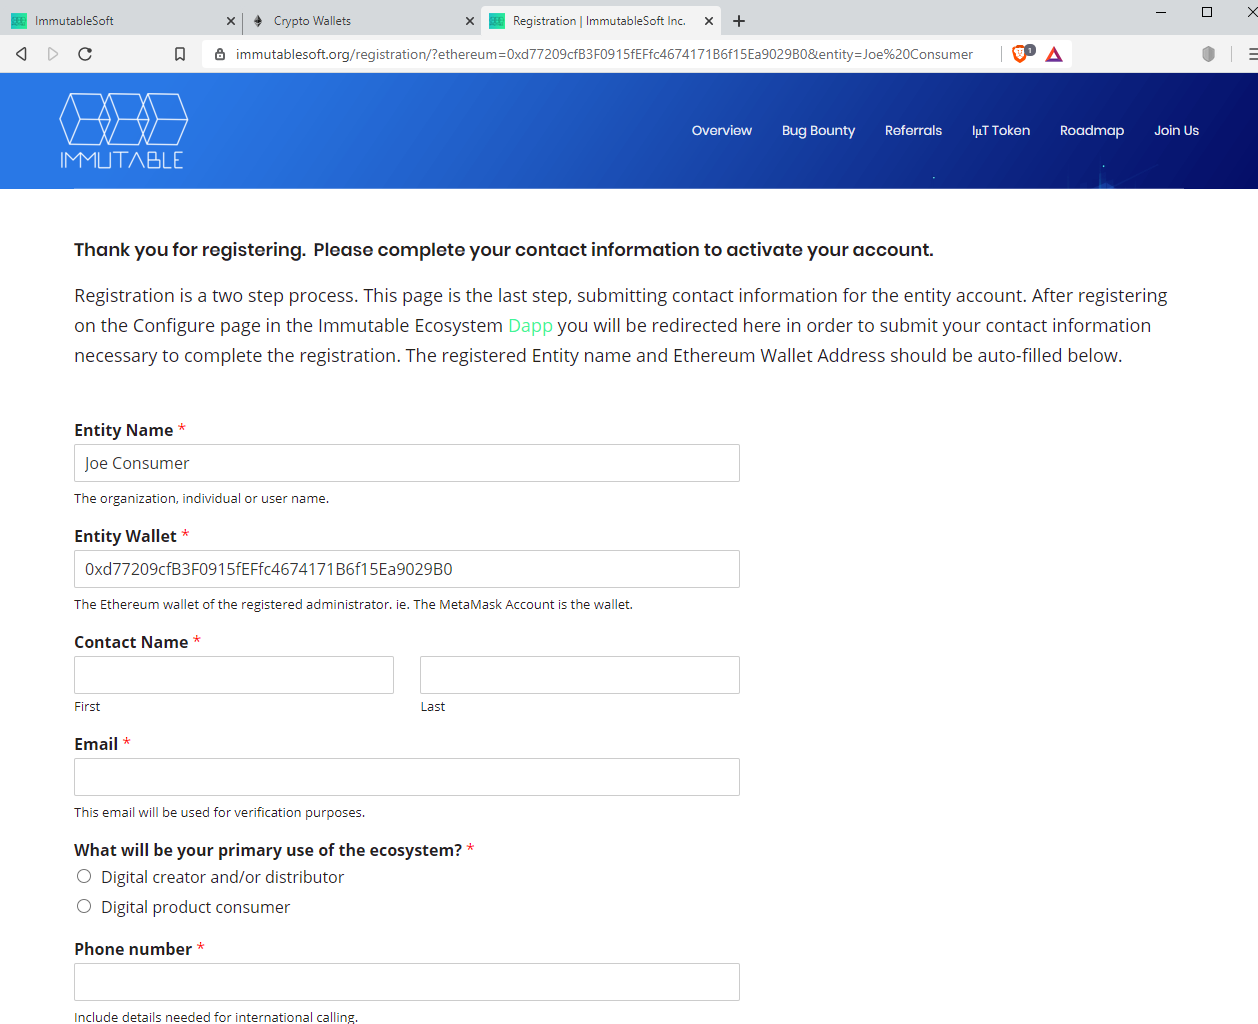 ImmutableSoft
Crypto Wallets
Registration | ImmutableSoft Inc.
immutablesoft.org/registration/?ethereum=0xd77209cfB3F0915fEFfc4674171B6f15Ea9029B0&entity=Joe%20Consumer
1
IMMUTABLE
Overview
Bug Bounty
Referrals
IμT Token
Roadmap
Join Us
Thank you for registering.  Please complete your contact information to activate your account.
Registration is a two step process. This page is the last step, submitting contact information for the entity account. After registering
on the Configure page in the Immutable Ecosystem Dapp you will be redirected here in order to submit your contact information
necessary to complete the registration. The registered Entity name and Ethereum Wallet Address should be auto-filled below.
Entity Name *
Joe Consumer
The organization, individual or user name.
Entity Wallet *
0xd77209cfB3F0915fEFfc4674171B6f15Ea9029B0
The Ethereum wallet of the registered administrator. ie. The MetaMask Account is the wallet.
Contact Name *
First
Last
Email *
This email will be used for verification purposes.
What will be your primary use of the ecosystem? *
Digital creator and/or distributor
Digital product consumer
Phone number *
Include details needed for international calling.